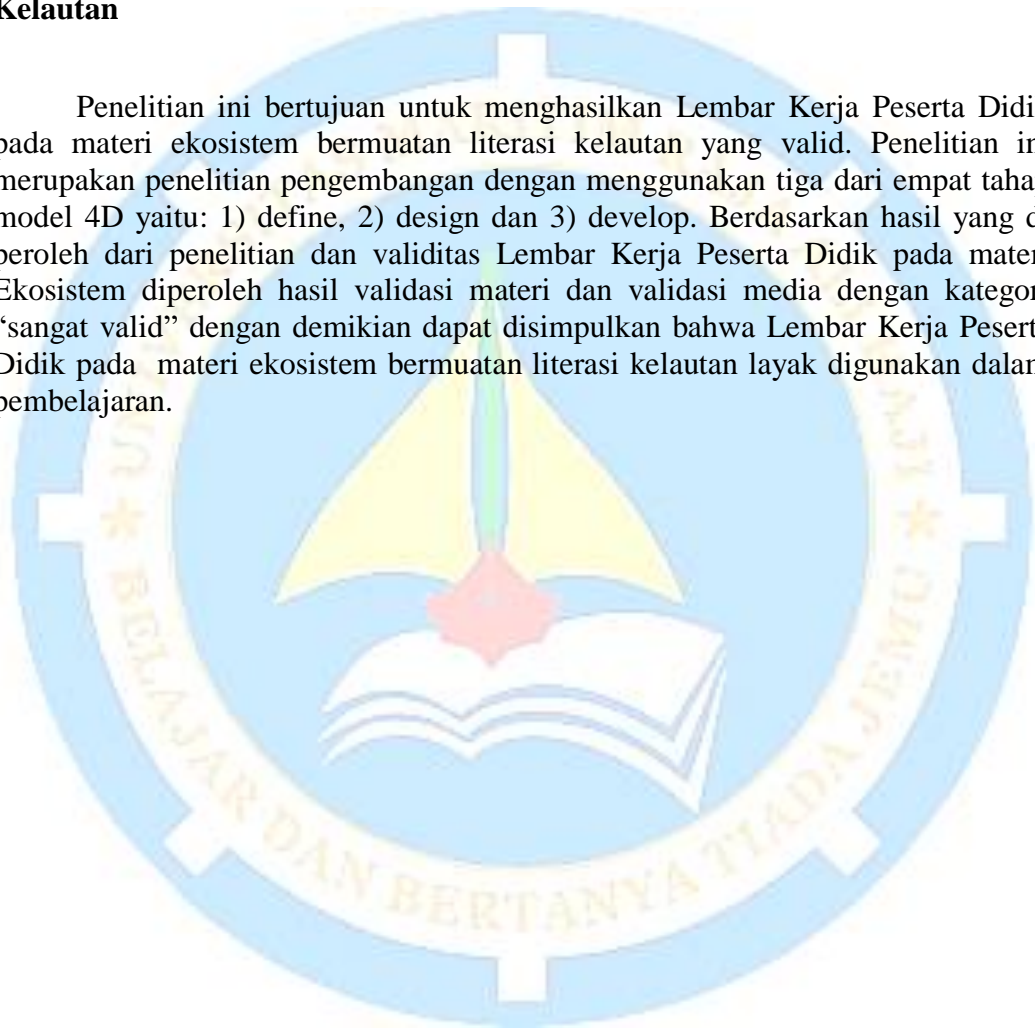 Kelautan
Penelitian ini bertujuan untuk menghasilkan Lembar Kerja Peserta Didi
pada materi ekosistem bermuatan literasi kelautan yang valid. Penelitian in
merupakan penelitian pengembangan dengan menggunakan tiga dari empat taha
model 4D yaitu: 1) define, 2) design dan 3) develop. Berdasarkan hasil yang d
peroleh dari penelitian dan validitas Lembar Kerja Peserta Didik pada mater
Ekosistem diperoleh hasil validasi materi dan validasi media dengan kategor
“sangat valid” dengan demikian dapat disimpulkan bahwa Lembar Kerja Pesert
Didik pada materi ekosistem bermuatan literasi kelautan layak digunakan dalam
pembelajaran.
BELAJAR DAN BERTANYA TIADA JEMU